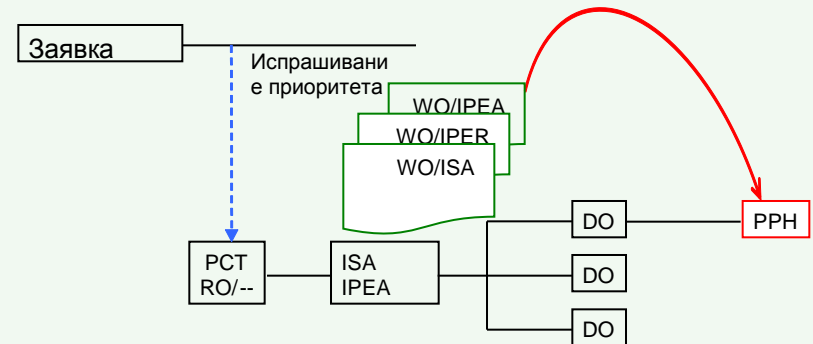 Заявка
Испрашивани
е приоритета
WO/IPEA
WO/IPER
WO/ISA
DO
PPH
PCT
RO/--
ISA
IPEA
DO
DO